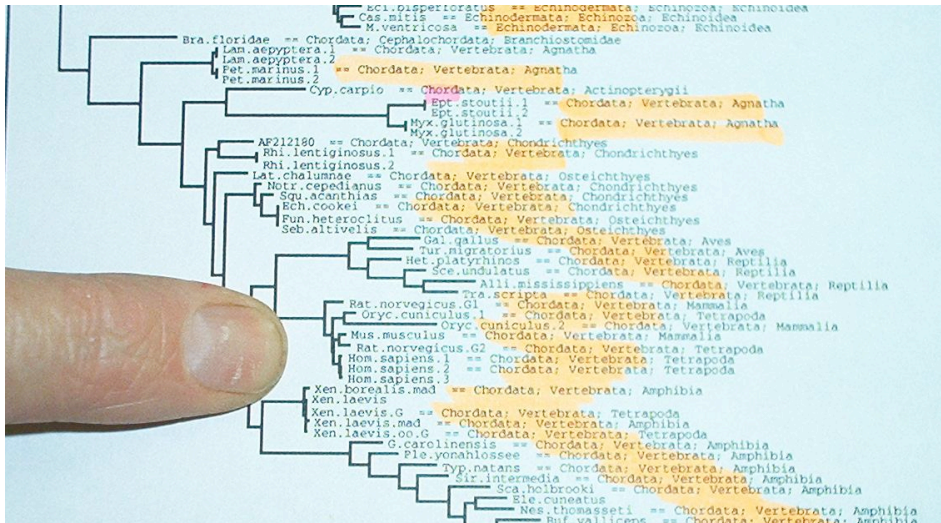 Eci.bisperforatus == Echinodermata; Echinozoa; Echinoidea
Cas.mitis == Echinodermata; Echinozoa; Echinoidea
M.ventricosa == Echinodermata; Echinozoa; Echinoidea
Bra.floridae == Chordata; Cephalochordata; Branchiostomidae
Lam.aepyptera.1 == Chordata; Vertebrata; Agnatha
Lam.aepyptera.2
Pet.marinus.1 == Chordata; Vertebrata; Agnatha
Pet.marinus.2
Cyp.carpio == Chordata; Vertebrata; Actinopterygii
Ept.stoutii.1 == Chordata; Vertebrata; Agnatha
Ept.stoutii.2
Myx.glutinosa.1 == Chordata; Vertebrata; Agnatha
Myx.glutinosa.2
AF212180 == Chordata; Vertebrata; Chondrichthyes
Rhi.lentiginosus.1 == Chordata; Vertebrata; Chondrichthyes
Rhi.lentiginosus.2
Lat.chalumnae == Chordata; Vertebrata; Osteichthyes
Notr.cepedianus == Chordata; Vertebrata; Chondrichthyes
Squ.acanthias == Chordata; Vertebrata; Chondrichthyes
Ech.cookei == Chordata; Vertebrata; Chondrichthyes
Fun.heteroclitus == Chordata; Vertebrata; Osteichthyes
Seb.altivelis == Chordata; Vertebrata; Osteichthyes
Gal.gallus == Chordata; Vertebrata; Aves
Tur.migratorius == Chordata; Vertebrata; Aves
Het.platyrhinos == Chordata; Vertebrata; Reptilia
Sce.undulatus == Chordata; Vertebrata; Reptilia
Alli.mississippiens == Chordata; Vertebrata; Reptilia
Tra.scripta == Chordata; Vertebrata; Reptilia
Rat.norvegicus.G1 == Chordata; Vertebrata; Mammalia
Oryc.cuniculus.1 == Chordata; Vertebrata; Tetrapoda
Oryc.cuniculus.2 == Chordata; Vertebrata; Mammalia
Mus.musculus == Chordata; Vertebrata; Mammalia
Rat.norvegicus.G2 == Chordata; Vertebrata; Tetrapoda
Hom.sapiens.1 == Chordata; Vertebrata; Tetrapoda
Hom.sapiens.2 == Chordata; Vertebrata; Tetrapoda
Hom.sapiens.3
Xen.borealis.mad == Chordata; Vertebrata; Amphibia
Xen.laevis
Xen.laevis.G == Chordata; Vertebrata; Tetrapoda
Xen.laevis.mad == Chordata; Vertebrata; Amphibia
Xen.laevis.oo.G == Chordata; Vertebrata; Tetrapoda
G.carolinensis == Chordata; Vertebrata; Amphibia
Ple.yonahlossee == Chordata; Vertebrata; Amphibia
Typ.natans == Chordata; Vertebrata; Amphibia
Sir.intermedia == Chordata; Vertebrata; Amphibia
Sca.holbrooki == Chordata; Vertebrata; Amphibia
Ele.cuneatus
Nes.thomasseti == Chordata; Vertebrata; Amphibia
Buf.valliceps == Chordata; Vertebrata; Amphibia